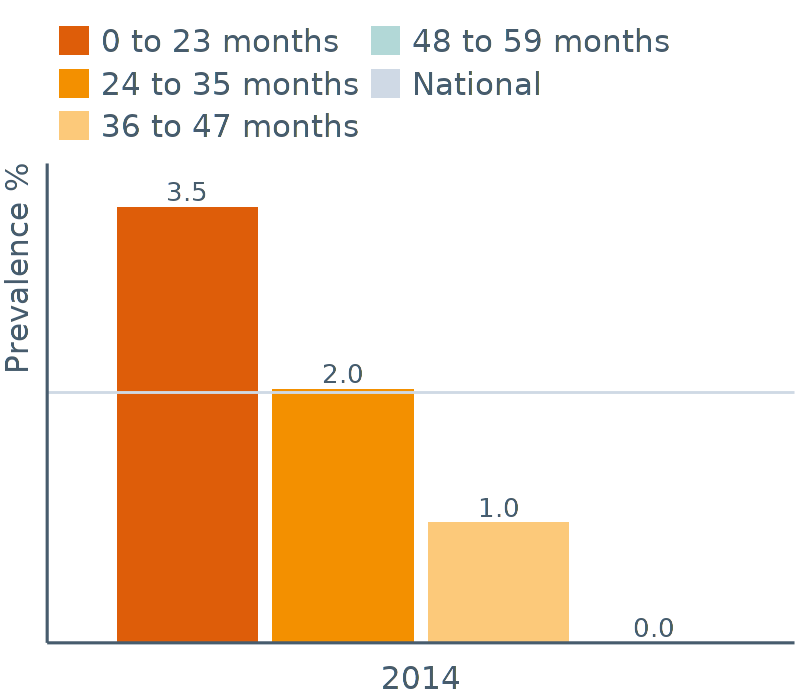 0 to 23 months
24 to 35 months
36 to 47 months
48 to 59 months
National
Prevalence %
3.5
2.0
1.0
0.0
2014